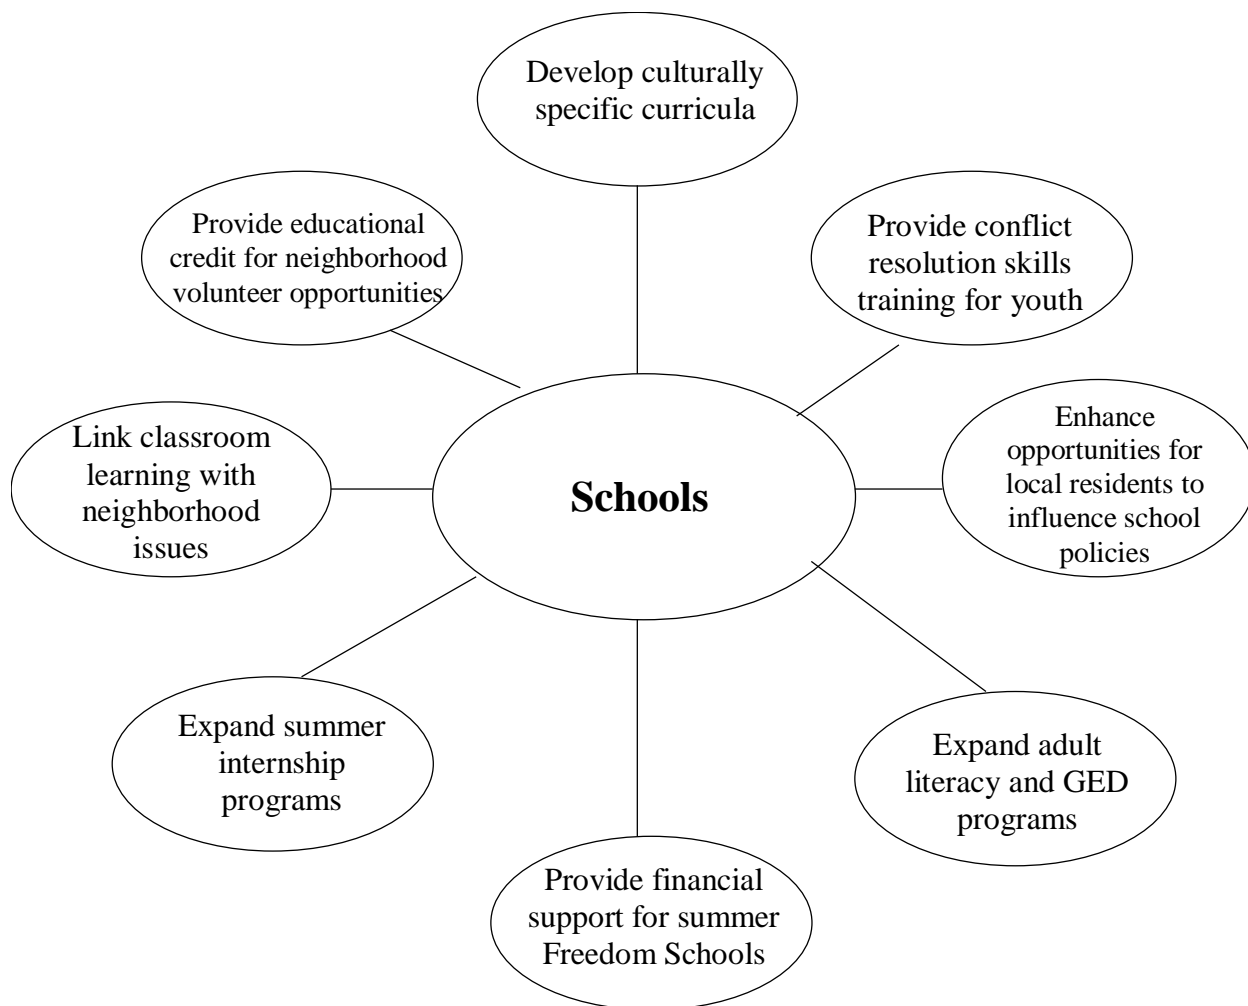 Develop culturally
specific curricula
Provide educational
credit for neighborhood
volunteer opportunities
Provide conflict
resolution skills
training for youth
Link classroom
learning with
neighborhood
issues
Schools
Enhance
opportunities for
local residents to
influence school
policies
Expand summer
internship
programs
Expand adult
literacy and GED
programs
Provide financial
support for summer
Freedom Schools